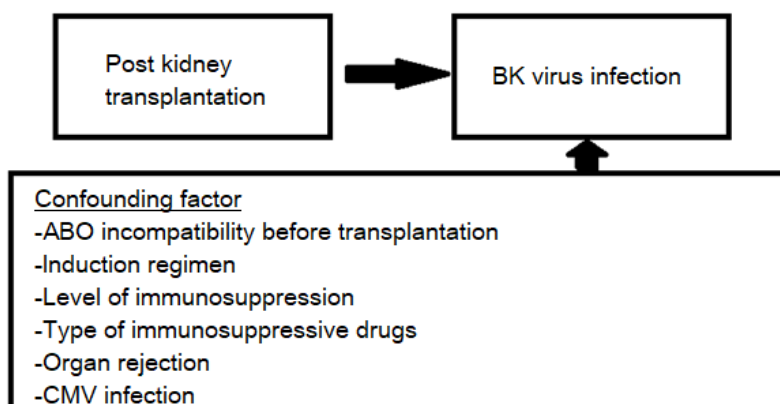 Post kidney
transplantation
BK virus infection
Confounding factor
-ABO incompatibility before transplantation
-Induction regimen
-Level of immunosuppression
-Type of immunosuppressive drugs
-Organ rejection
-CMV infection